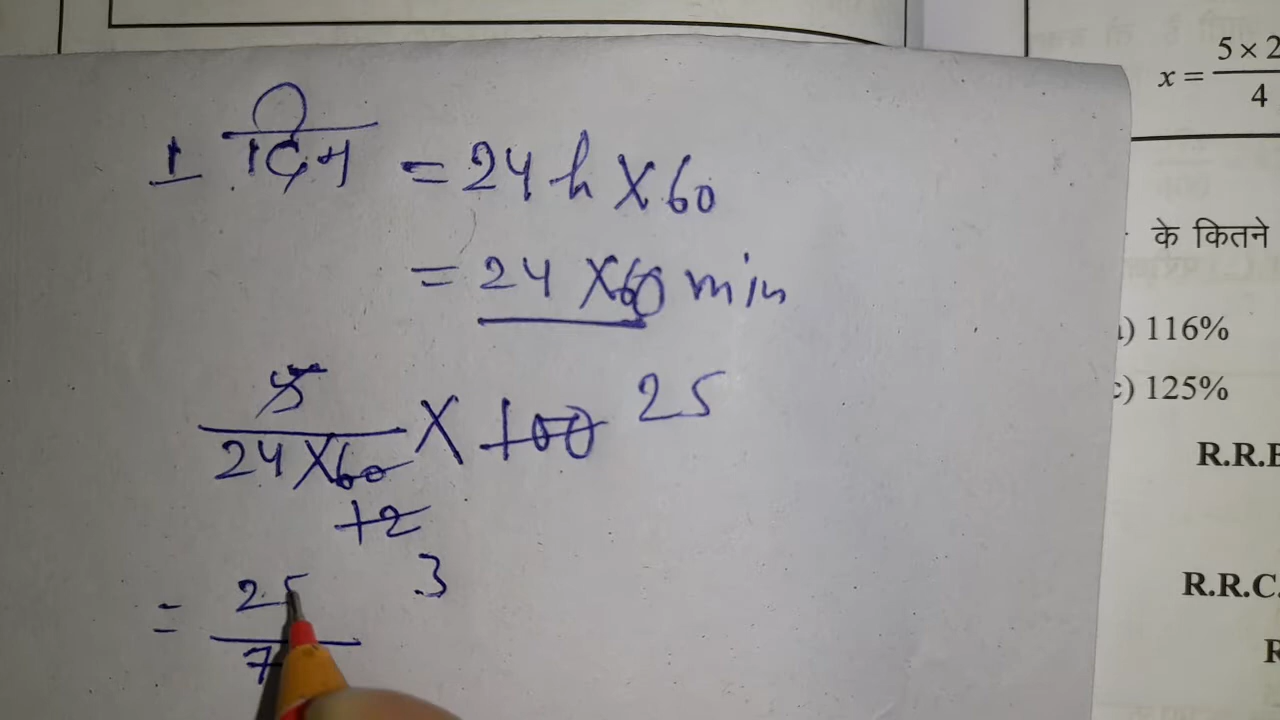 1 दिन = 24 h X 60
= 24 X 60 min
5
24 X 60 X 100 25
12
3
= 25
7
x = 5 × 2
4
के कितने
) 116%
) 125%
R.R.B
R.R.C.
R